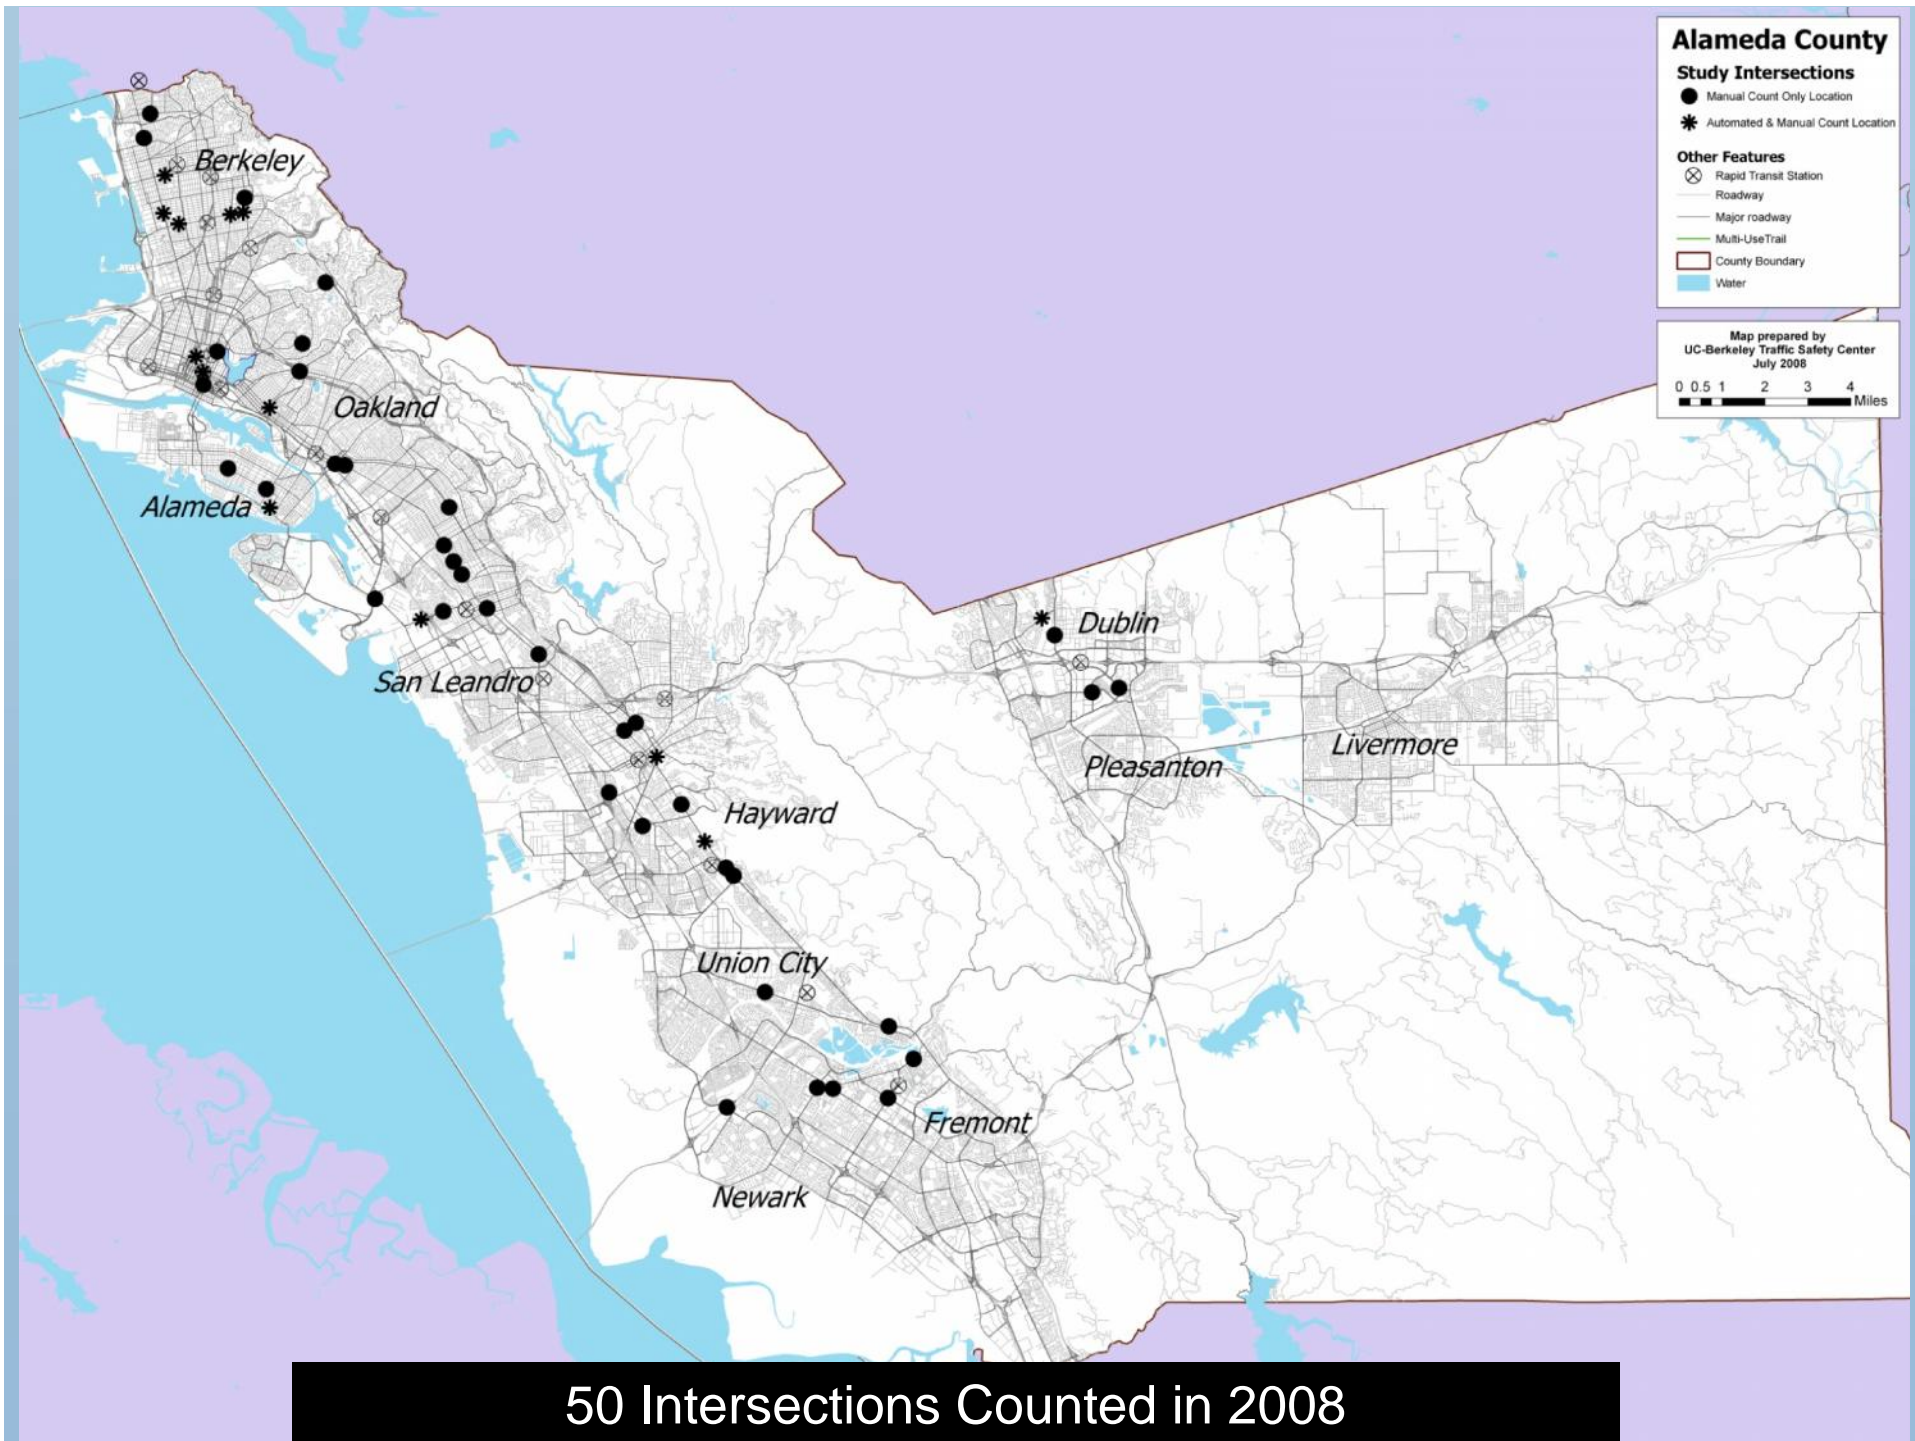 Alameda County
Study Intersections
Manual Count Only Location
Automated & Manual Count Location
Other Features
Rapid Transit Station
Roadway
Major roadway
Multi-UseTrail
County Boundary
Water
Map prepared by
UC-Berkeley Traffic Safety Center
July 2008
0 0.5 1 2 3 4
Miles
Berkeley
Oakland
Alameda
San Leandro
Dublin
Pleasanton
Livermore
Hayward
Union City
Fremont
Newark
50 Intersections Counted in 2008